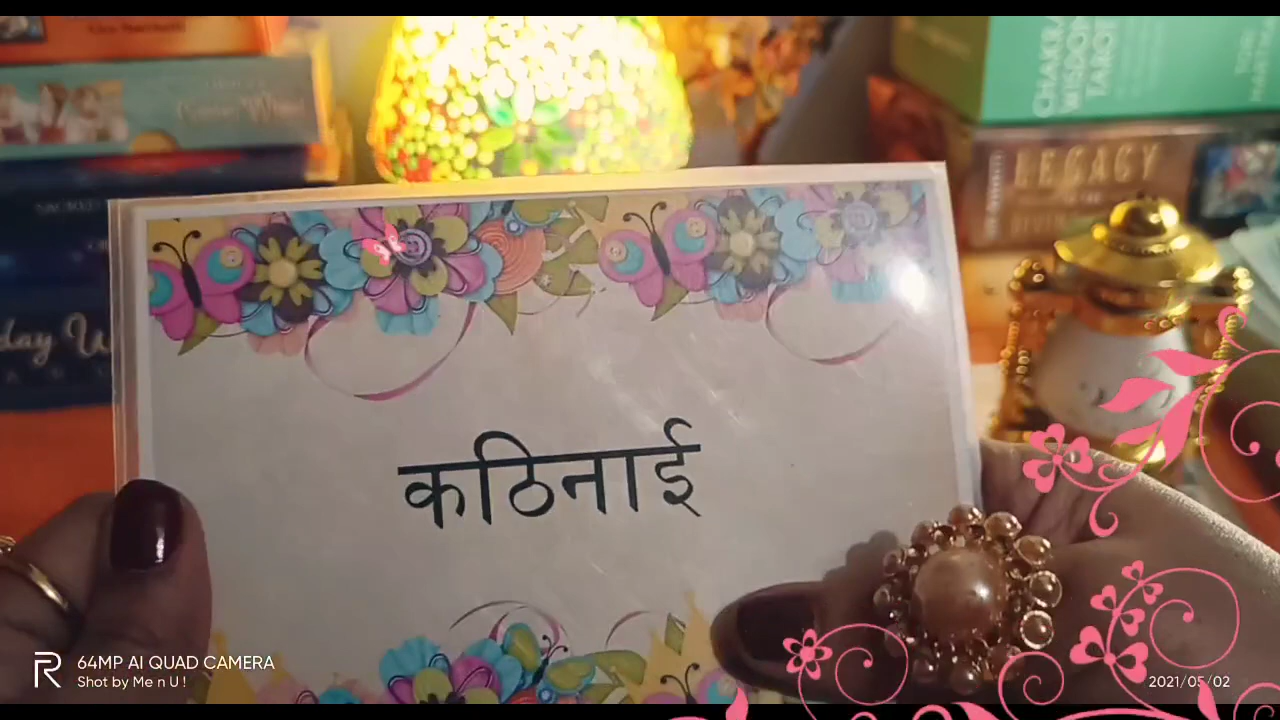 CHAKRA
WISDOM
TAROT
LEGACY
कठिनाई
64MP AI QUAD CAMERA
Shot by Me n U !
2021/05/02